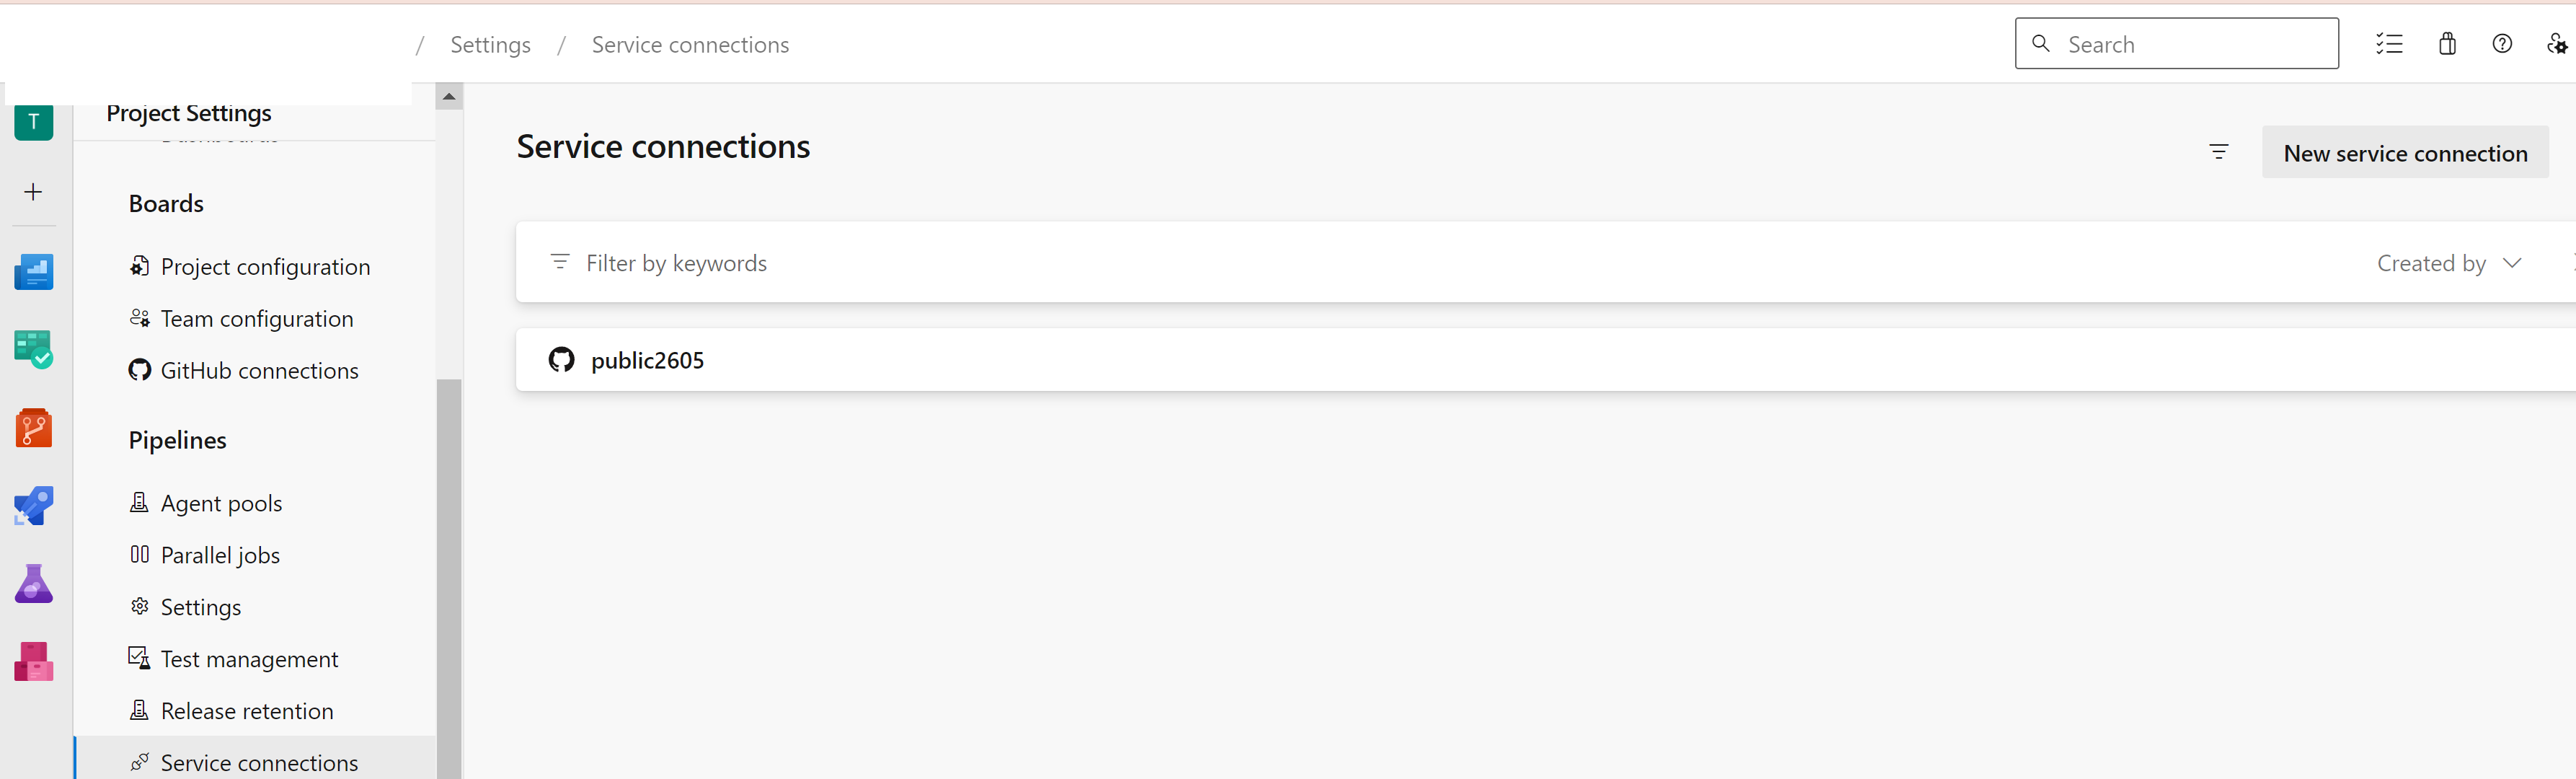 / Settings / Service connections
Search
T
Project Settings
Boards
Project configuration
Team configuration
GitHub connections
Pipelines
Agent pools
Parallel jobs
Settings
Test management
Release retention
Service connections
Service connections
New service connection
Filter by keywords
Created by
public2605